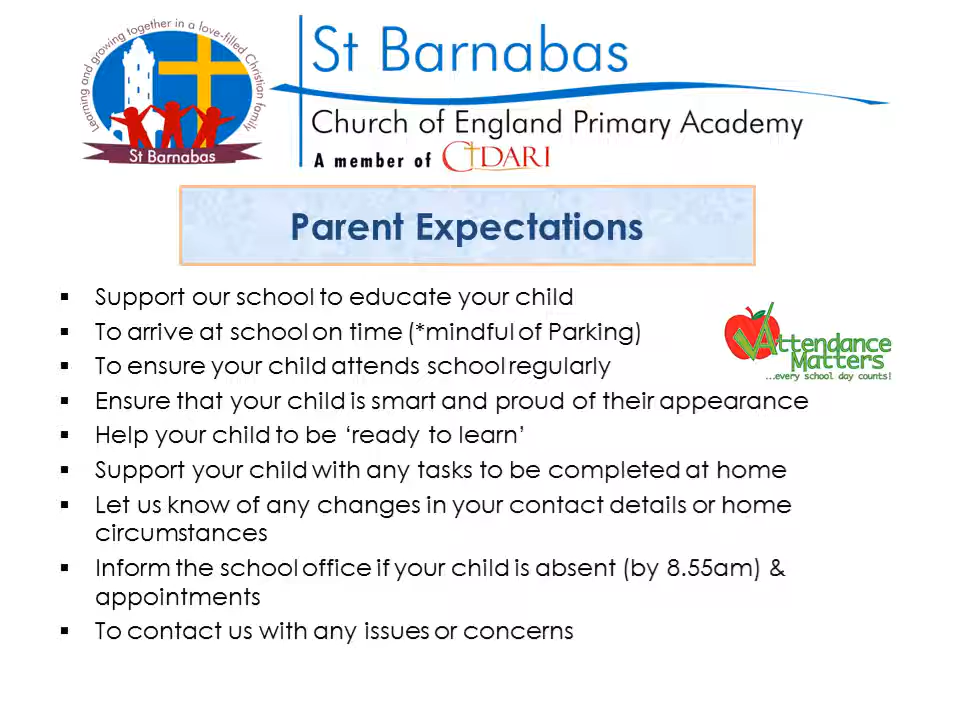 Learning and growing together in a love-filled Christian family
St Barnabas
St Barnabas
Church of England Primary Academy
A member of CIDARI
Parent Expectations
▪ Support our school to educate your child
▪ To arrive at school on time (*mindful of Parking)
▪ To ensure your child attends school regularly
▪ Ensure that your child is smart and proud of their appearance
▪ Help your child to be ‘ready to learn’
▪ Support your child with any tasks to be completed at home
▪ Let us know of any changes in your contact details or home
circumstances
▪ Inform the school office if your child is absent (by 8.55am) &
appointments
▪ To contact us with any issues or concerns
Attendance
Matters
...every school day counts!